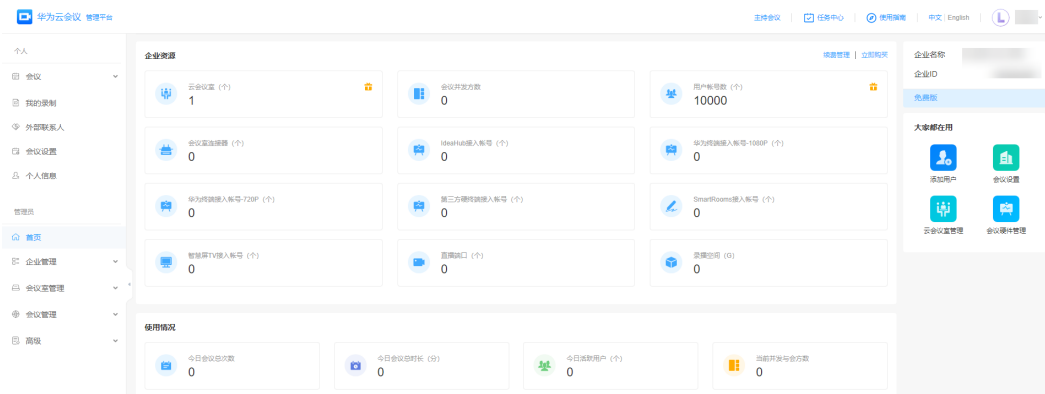 华为云会议 管理平台
主持会议 任务中心 使用指南 中文 English
个人
会议
我的录制
外部联系人
会议设置
个人信息
管理员
首页
企业管理
会议室管理
会议管理
高级
企业资源
立即购买
云会议室（个）
1
会议并发方数
0
用户帐号数（个）
10000
会议室连接器（个）
0
IdeaHub接入帐号（个）
0
华为终端接入帐号-1080P（个）
0
华为终端接入帐号-720P（个）
0
第三方硬终端接入帐号（个）
0
SmartRooms接入帐号（个）
0
智慧屏TV接入帐号（个）
0
直播端口（个）
0
录播空间（G）
0
使用情况
今日会议总次数
0
今日会议总时长（分）
0
今日活跃用户（个）
0
当前并发与会方数
0
企业名称
企业ID
免费版
大家都在用
添加用户
会议设置
云会议室管理
会议硬件管理